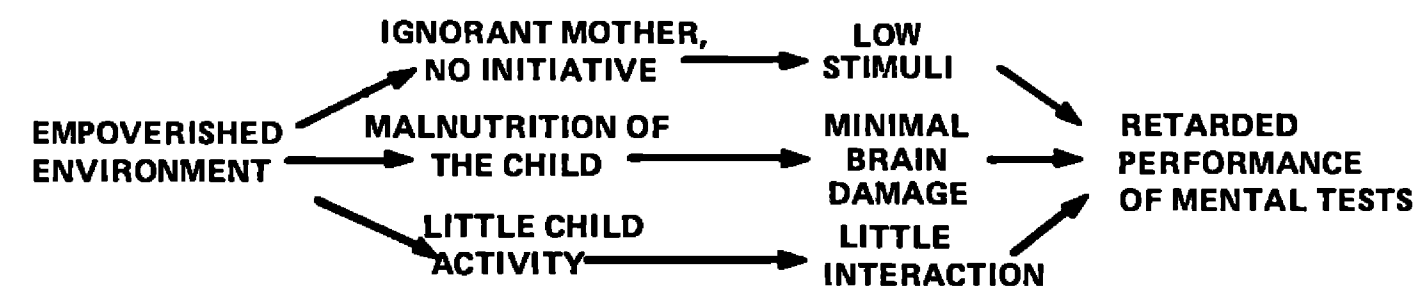 IGNORANT MOTHER,
NO INITIATIVE
LOW
STIMULI
EMPOVERISHED
ENVIRONMENT
MALNUTRITION OF
THE CHILD
MINIMAL
BRAIN
DAMAGE
RETARDED
PERFORMANCE
OF MENTAL TESTS
LITTLE CHILD
ACTIVITY
LITTLE
INTERACTION